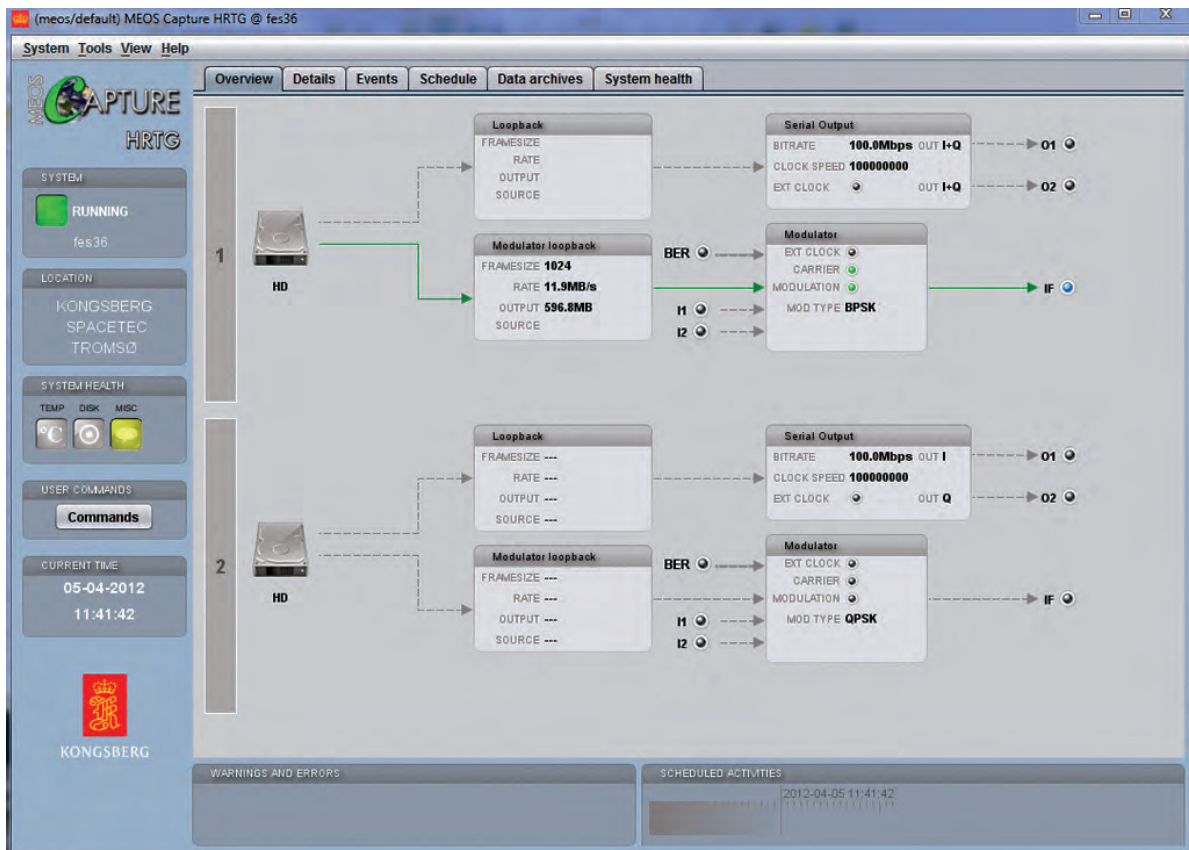 (meos/default) MEOS Capture HRTG @ fes36
System Tools View Help
MEOS
CAPTURE
HRTG
Overview Details Events Schedule Data archives System health
SYSTEM
RUNNING
fes36
LOCATION
KONGSBERG
SPACETEC
TROMSØ
SYSTEM HEALTH
TEMP DISK MISC
°C
USER COMMANDS
Commands
CURRENT TIME
05-04-2012
11:41:42
KONGSBERG
1
HD
Loopback
FRAMESIZE
RATE
OUTPUT
SOURCE
Serial Output
BITRATE 100.0Mbps OUT I+Q
CLOCK SPEED 100000000
EXT CLOCK OUT I+Q
O1
O2
Modulator loopback
FRAMESIZE 1024
RATE 11.9MB/s
OUTPUT 596.8MB
SOURCE
BER
I1
I2
Modulator
EXT CLOCK
CARRIER
MODULATION
MOD TYPE BPSK
IF
2
HD
Loopback
FRAMESIZE ---
RATE ---
OUTPUT ---
SOURCE ---
Serial Output
BITRATE 100.0Mbps OUT I
CLOCK SPEED 100000000
EXT CLOCK OUT Q
O1
O2
Modulator loopback
FRAMESIZE ---
RATE ---
OUTPUT ---
SOURCE ---
BER
I1
I2
Modulator
EXT CLOCK
CARRIER
MODULATION
MOD TYPE QPSK
IF
WARNINGS AND ERRORS
SCHEDULED ACTIVITIES
2012-04-05 11:41:42